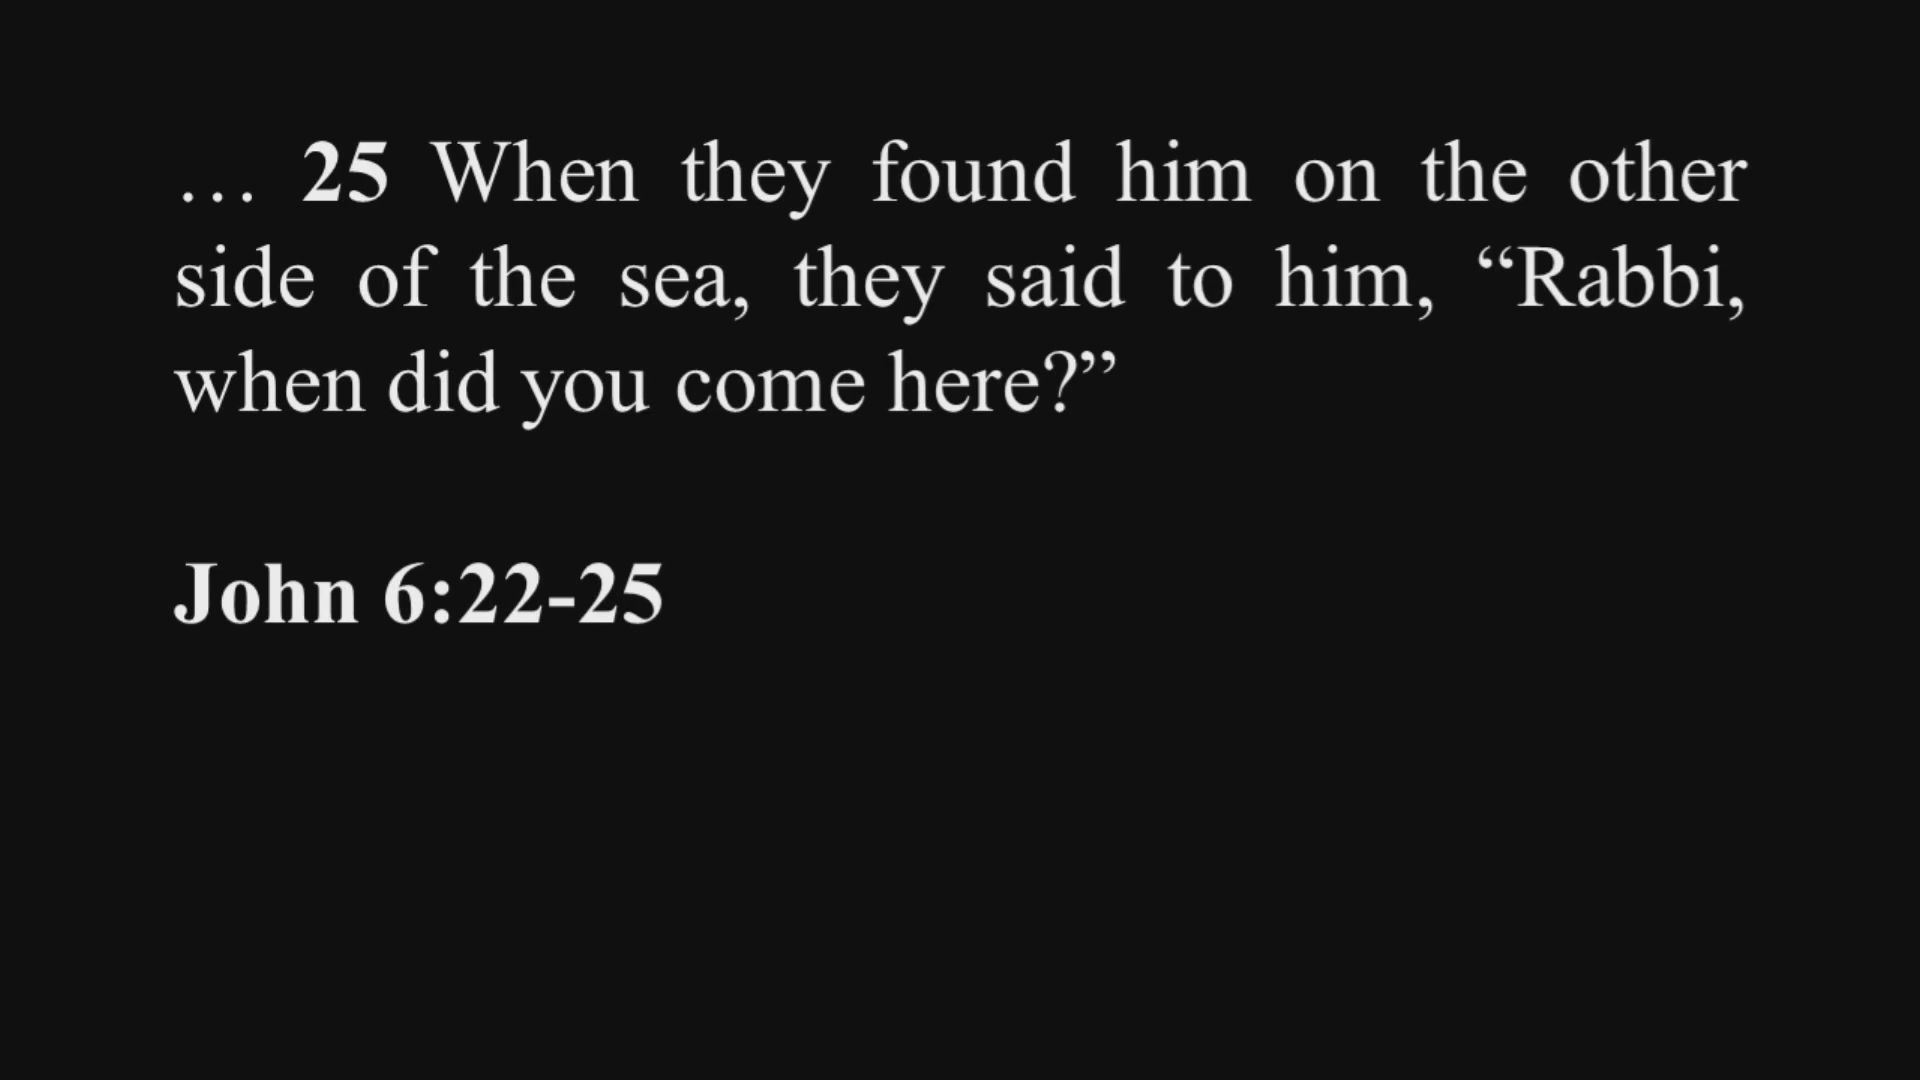 … 25 When they found him on the other
side of the sea, they said to him, “Rabbi,
when did you come here?”
John 6:22-25